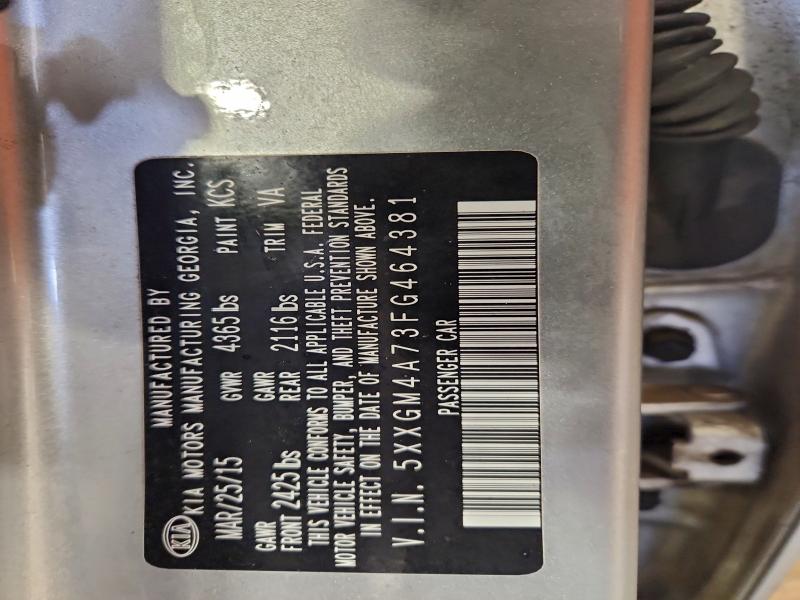 MANUFACTURED BY
KIA KIA MOTORS MANUFACTURING GEORGIA, INC.
MAR/25/15 GVWR 4365 lbs PAINT KCS
GAWR GAWR
FRONT 2425 lbs REAR 2116 lbs TRIM VA
THIS VEHICLE CONFORMS TO ALL APPLICABLE U.S.A. FEDERAL
MOTOR VEHICLE SAFETY, BUMPER, AND THEFT PREVENTION STANDARDS
IN EFFECT ON THE DATE OF MANUFACTURE SHOWN ABOVE.
V.I.N. 5XXGM4A73FG464381
PASSENGER CAR